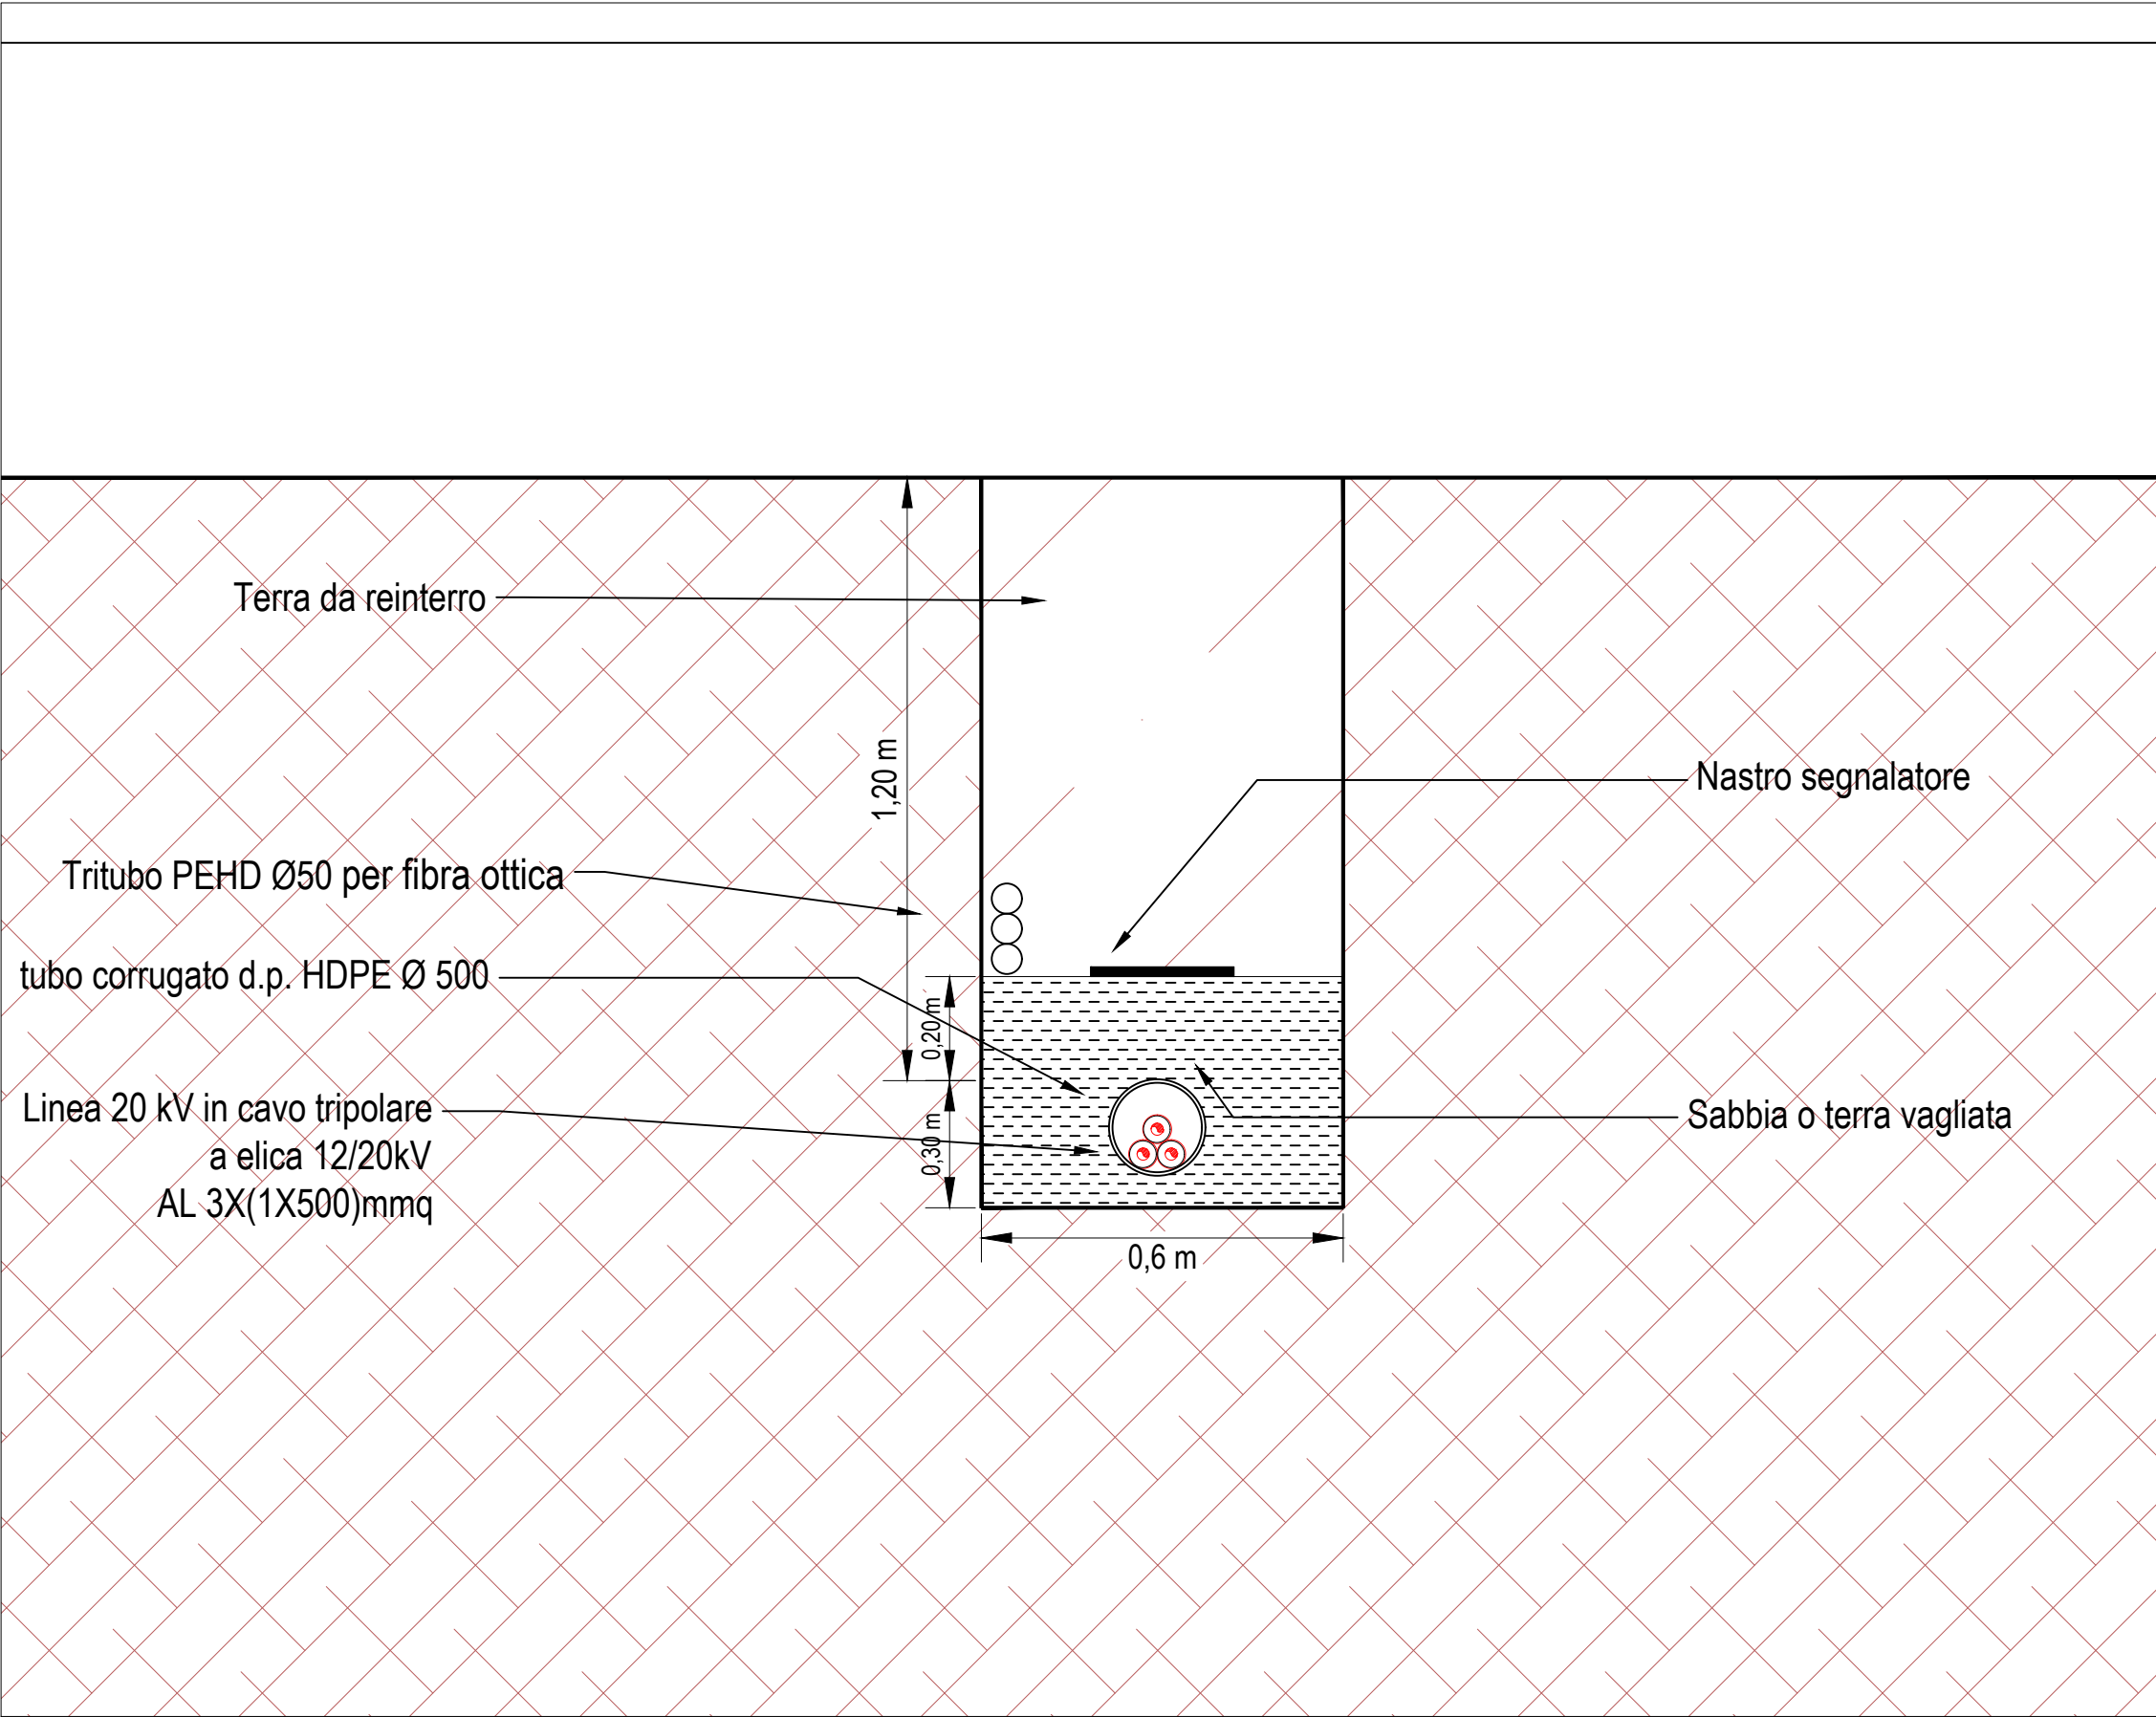 Terra da reinterro
1,20 m
Nastro segnalatore
Tritubo PEHD Ø50 per fibra ottica
tubo corrugato d.p. HDPE Ø 500
0,20 m
Linea 20 kV in cavo tripolare
a elica 12/20kV
AL 3X(1X500)mmq
0,30 m
Sabbia o terra vagliata
0,6 m